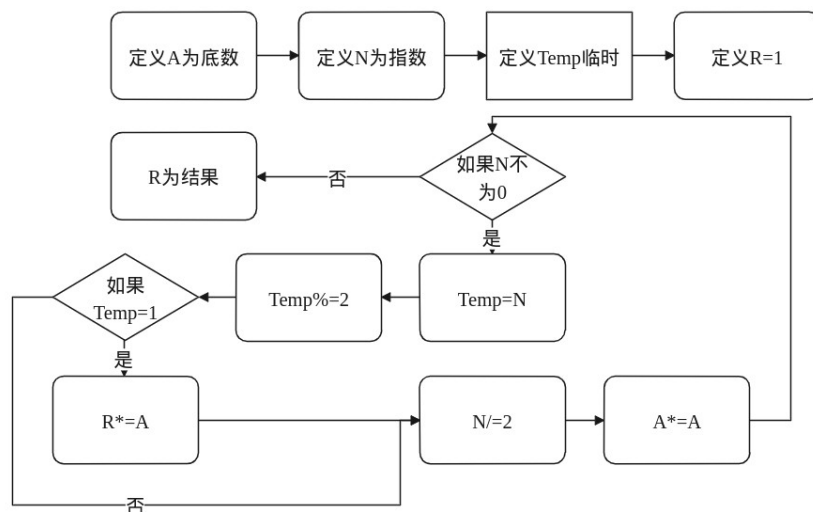 定义A为底数
定义N为指数
定义Temp临时
定义R=1
R为结果
否
如果N不
为0
是
如果
Temp=1
Temp%=2
Temp=N
是
R*=A
N/=2
A*=A
否